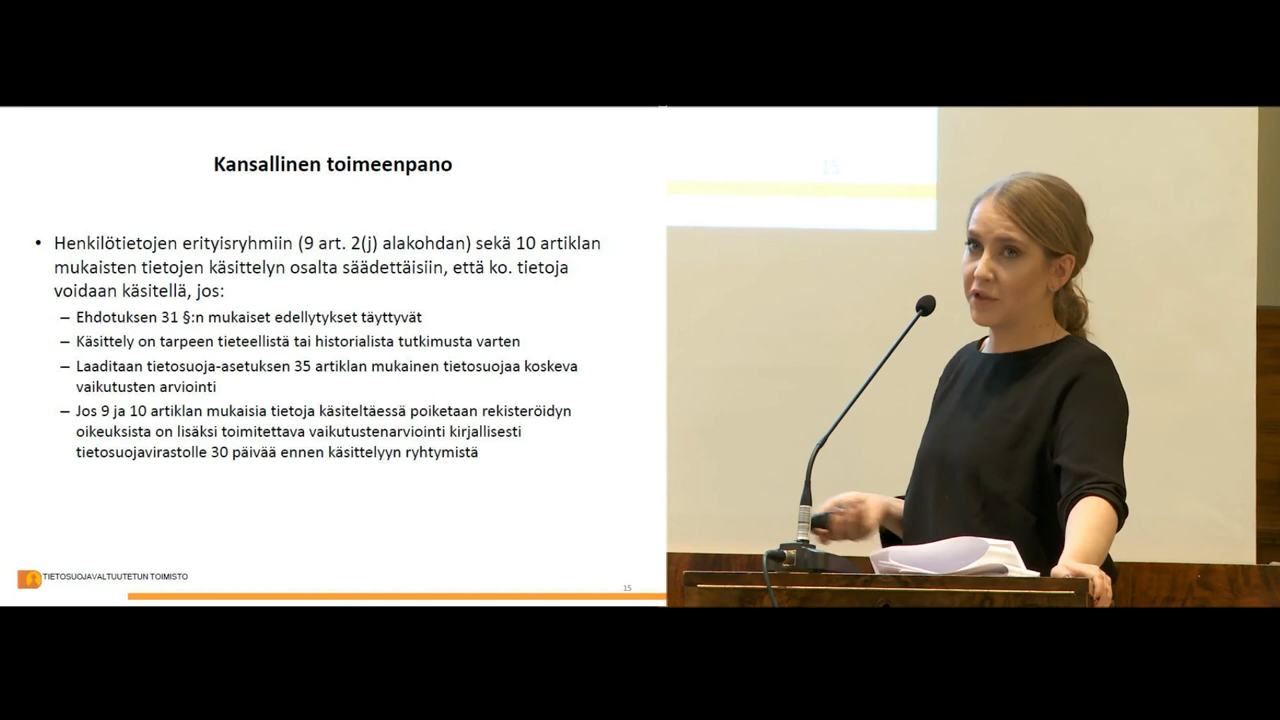 Kansallinen toimeenpano
• Henkilötietojen erityisryhmiin (9 art. 2(j) alakohdan) sekä 10 artiklan
mukaisten tietojen käsittelyn osalta säädettäisiin, että ko. tietoja
voidaan käsitellä, jos:
– Ehdotuksen 31 §:n mukaiset edellytykset täyttyvät
– Käsittely on tarpeen tieteellistä tai historialista tutkimusta varten
– Laaditaan tietosuoja-asetuksen 35 artiklan mukainen tietosuojaa koskeva
vaikutusten arviointi
– Jos 9 ja 10 artiklan mukaisia tietoja käsiteltäessä poiketaan rekisteröidyn
oikeuksista on lisäksi toimitettava vaikutustenarviointi kirjallisesti
tietosuojavirastolle 30 päivää ennen käsittelyyn ryhtymistä
TIETOSUOJAVALTUUTETUN TOIMISTO
15
15